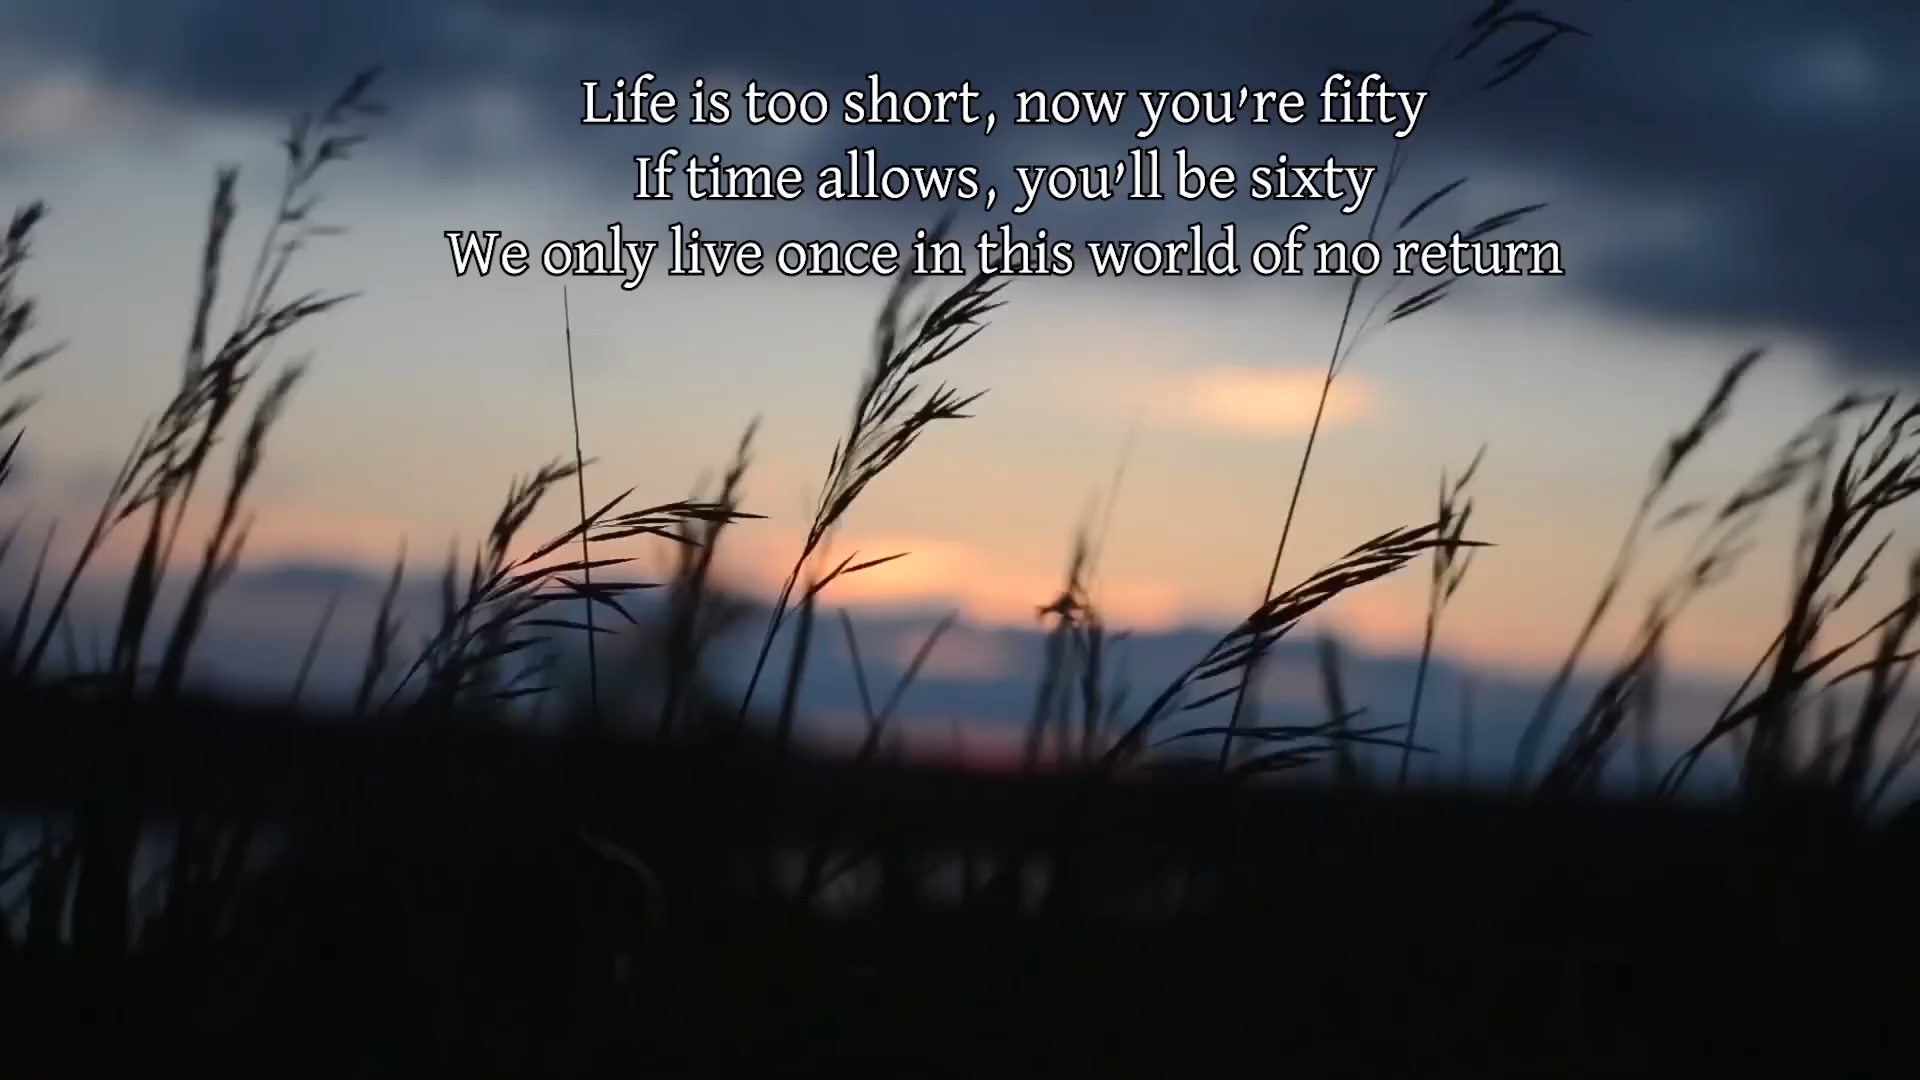 Life is too short, now you're fifty
If time allows, you'll be sixty
We only live once in this world of no return